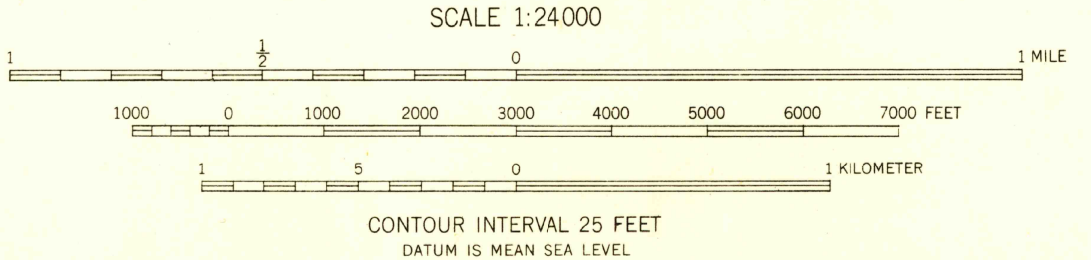 SCALE 1:24000
1 1/2 0 1 MILE
1000 0 1000 2000 3000 4000 5000 6000 7000 FEET
1 5 0 1 KILOMETER
CONTOUR INTERVAL 25 FEET
DATUM IS MEAN SEA LEVEL